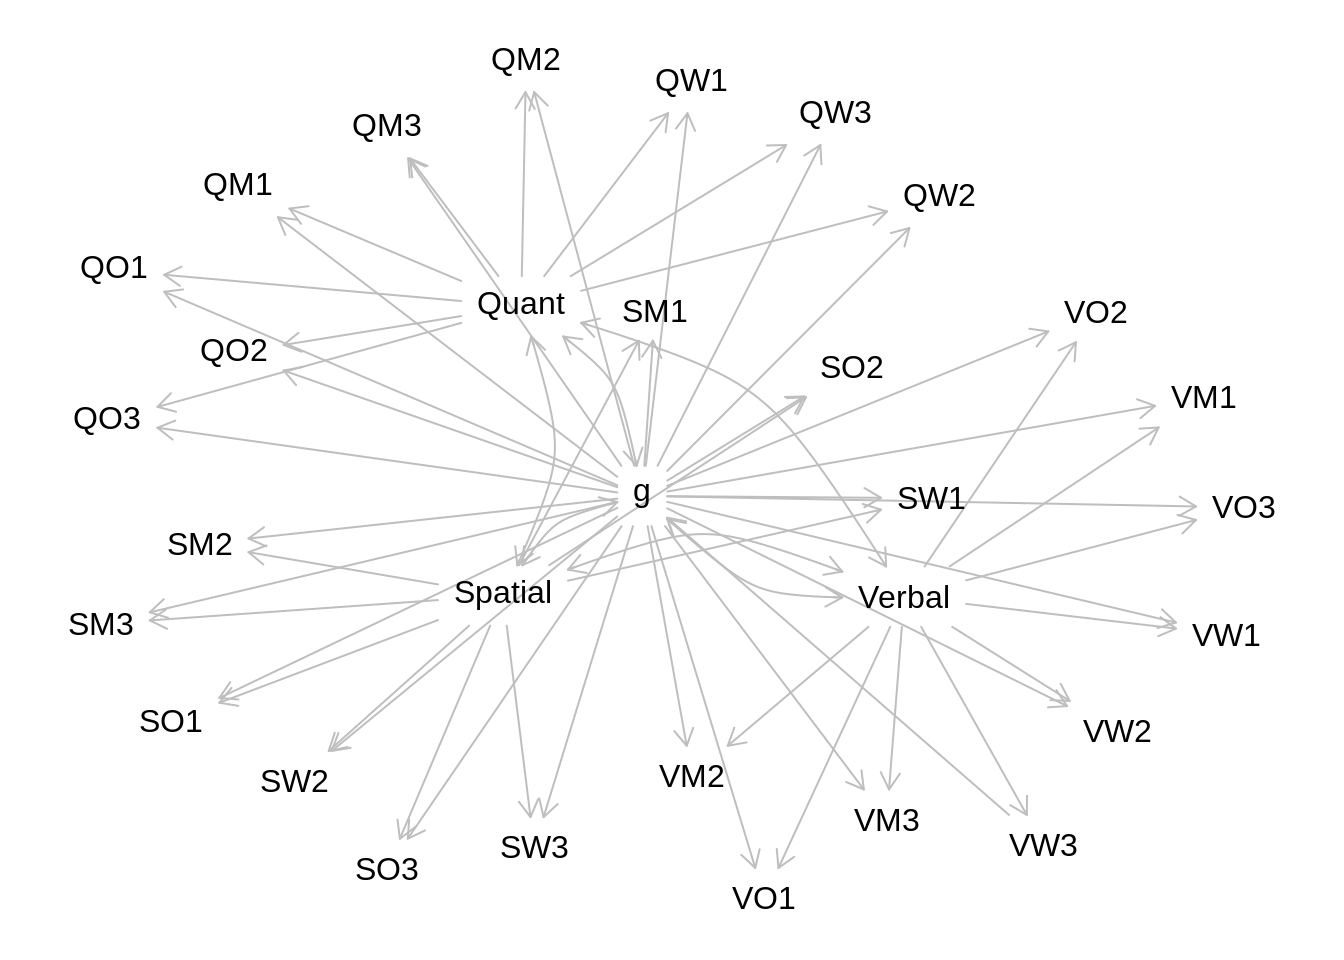 QM2
QW1
QW3
QM3
QM1
QW2
QO1
Quant
SM1
VO2
QO2
SO2
VM1
QO3
g
SW1
VO3
SM2
Spatial
Verbal
SM3
VW1
SO1
VW2
SW2
VM2
VM3
SW3
VW3
SO3
VO1